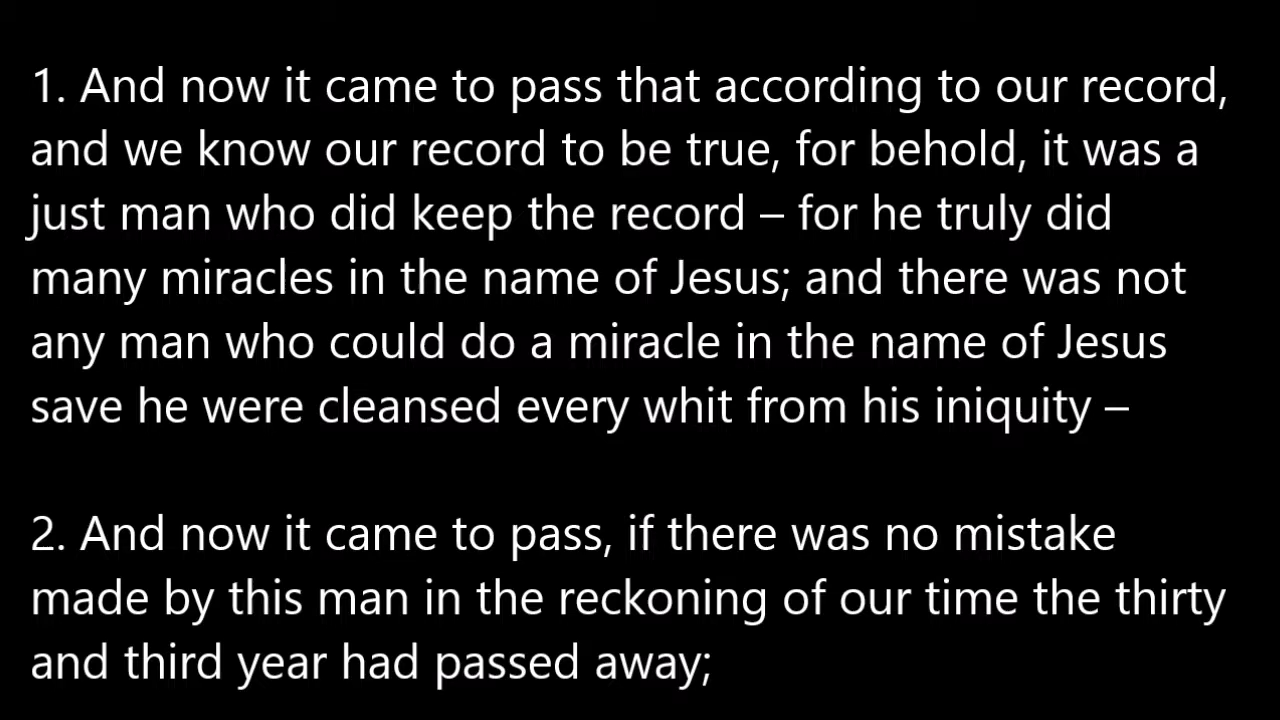 1. And now it came to pass that according to our record,
and we know our record to be true, for behold, it was a
just man who did keep the record – for he truly did
many miracles in the name of Jesus; and there was not
any man who could do a miracle in the name of Jesus
save he were cleansed every whit from his iniquity –
2. And now it came to pass, if there was no mistake
made by this man in the reckoning of our time the thirty
and third year had passed away;